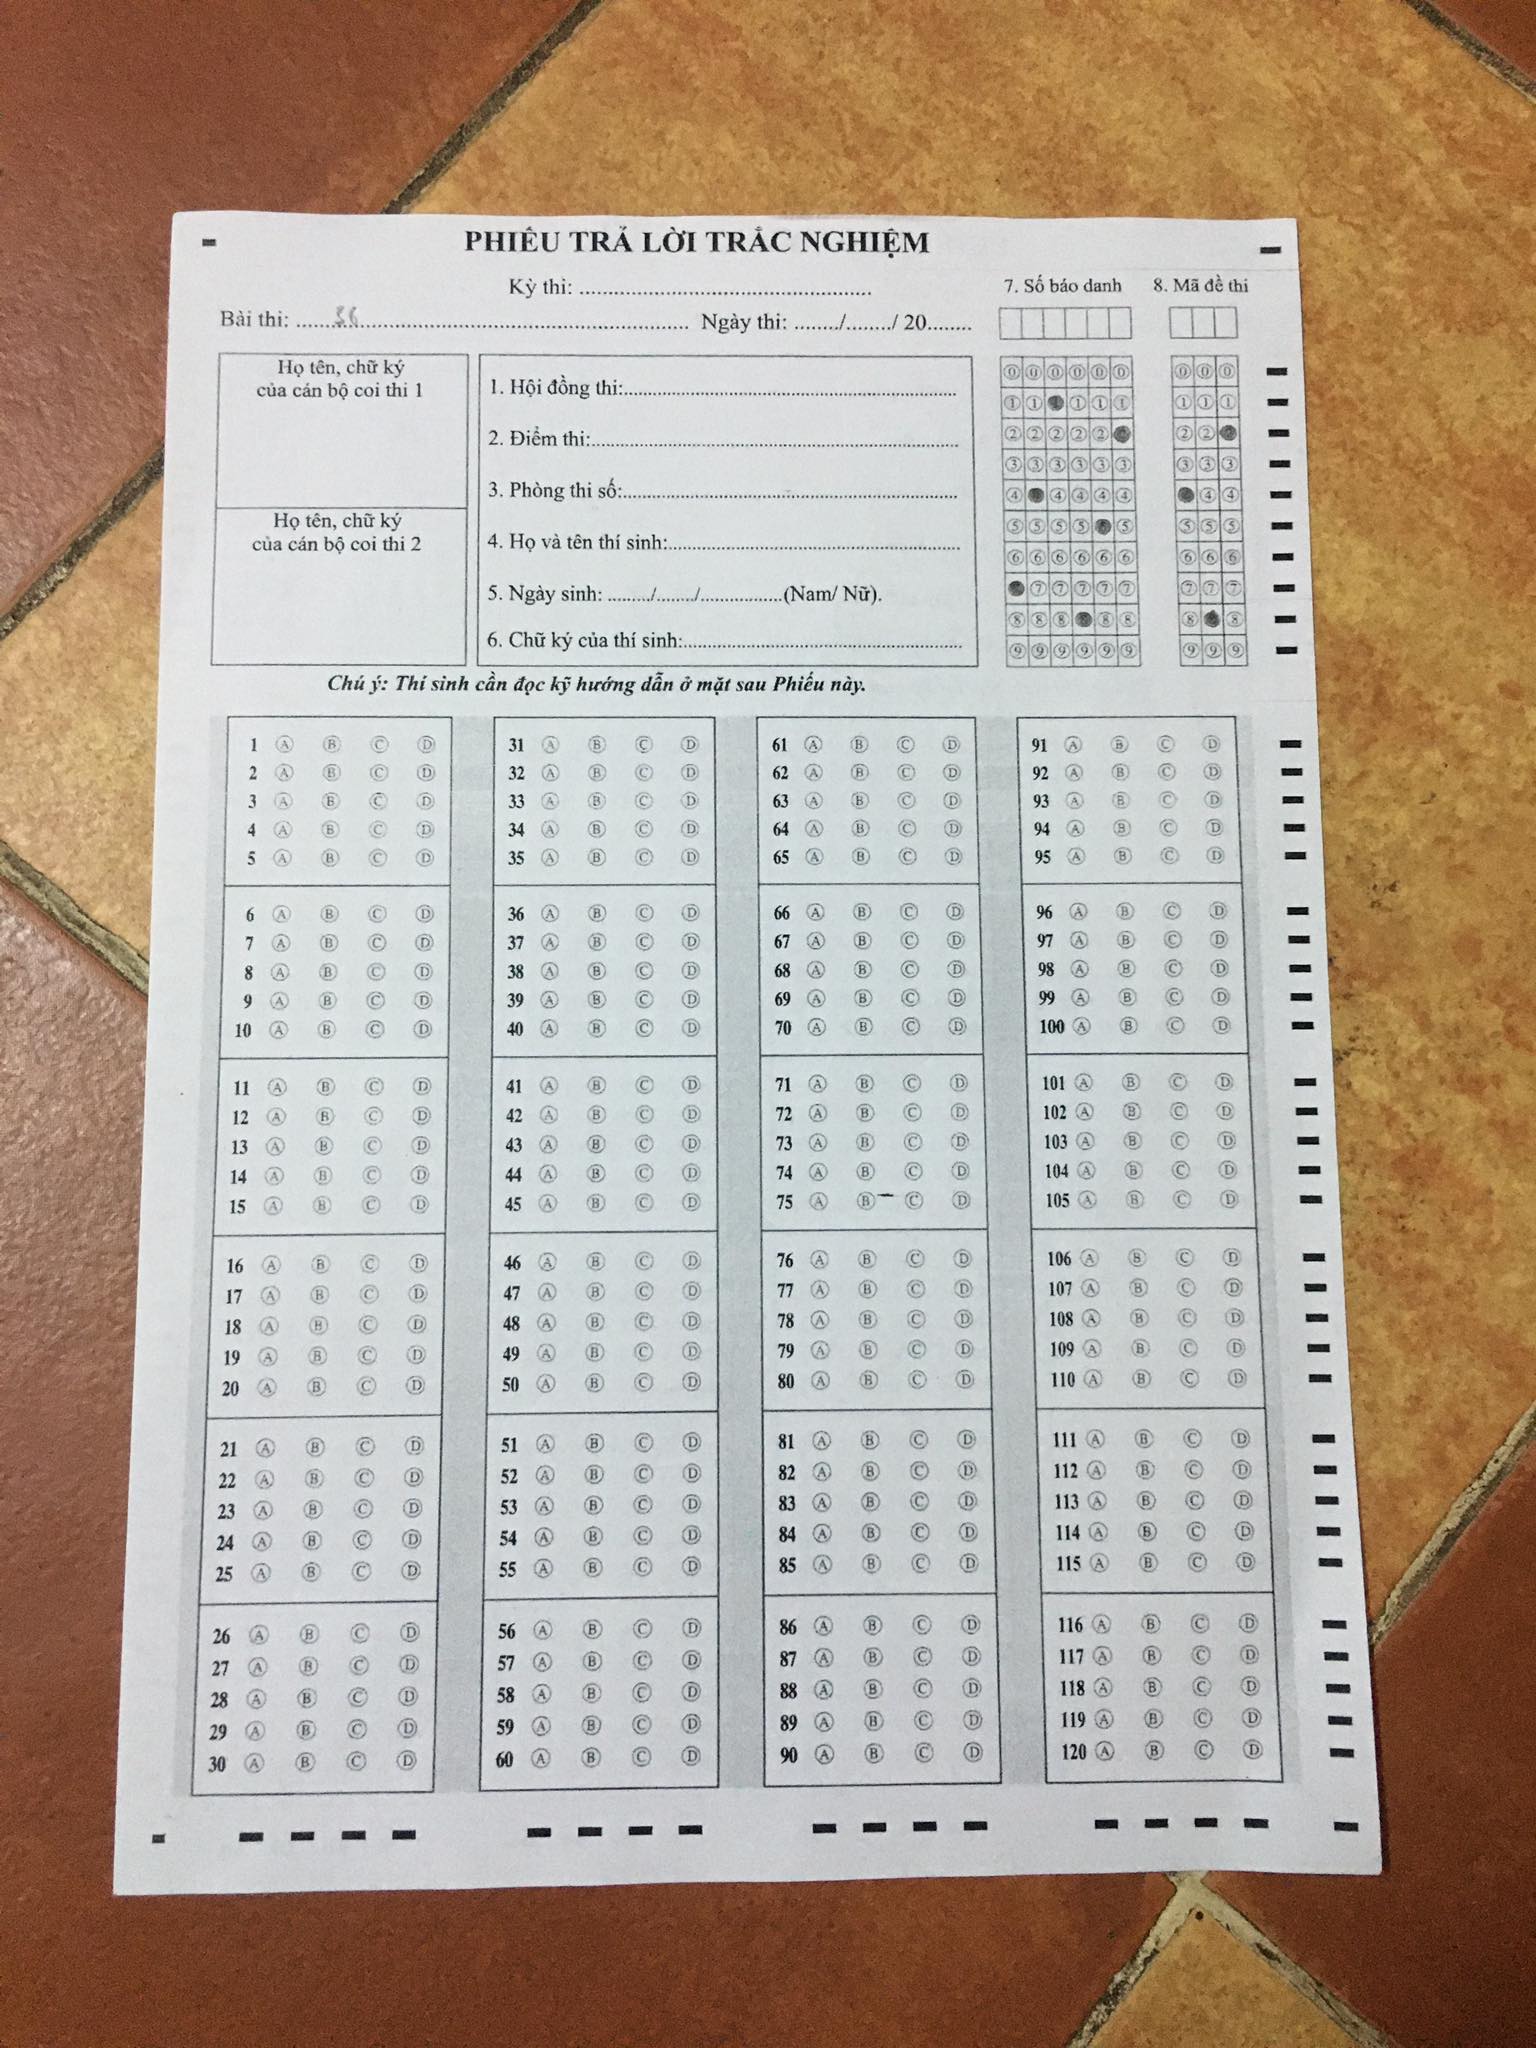 PHIẾU TRẢ LỜI TRẮC NGHIỆM
Kỳ thi: ....................................................
Bài thi: ......36........................................................... Ngày thi: ......../......../ 20........
7. Số báo danh 8. Mã đề thi
Họ tên, chữ ký
của cán bộ coi thi 1
Họ tên, chữ ký
của cán bộ coi thi 2
1. Hội đồng thi:............................................................
2. Điểm thi:..................................................................
3. Phòng thi số:............................................................
4. Họ và tên thí sinh:....................................................
5. Ngày sinh: ......../......./...............(Nam/ Nữ).
6. Chữ ký của thí sinh:..................................................
0 0 0 0 0 0 0 0 0
1 1 1 1 1 1 1 1
2 2 2 2 2 2 2
3 3 3 3 3 3 3 3 3
4 4 4 4 4 4 4
5 5 5 5 5 5 5 5
6 6 6 6 6 6 6 6 6
7 7 7 7 7 7 7 7
8 8 8 8 8 8 8
9 9 9 9 9 9 9 9 9
Chú ý: Thí sinh cần đọc kỹ hướng dẫn ở mặt sau Phiếu này.
1 A B C D 31 A B C D 61 A B C D 91 A B C D
2 A B C D 32 A B C D 62 A B C D 92 A B C D
3 A B C D 33 A B C D 63 A B C D 93 A B C D
4 A B C D 34 A B C D 64 A B C D 94 A B C D
5 A B C D 35 A B C D 65 A B C D 95 A B C D
6 A B C D 36 A B C D 66 A B C D 96 A B C D
7 A B C D 37 A B C D 67 A B C D 97 A B C D
8 A B C D 38 A B C D 68 A B C D 98 A B C D
9 A B C D 39 A B C D 69 A B C D 99 A B C D
10 A B C D 40 A B C D 70 A B C D 100 A B C D
11 A B C D 41 A B C D 71 A B C D 101 A B C D
12 A B C D 42 A B C D 72 A B C D 102 A B C D
13 A B C D 43 A B C D 73 A B C D 103 A B C D
14 A B C D 44 A B C D 74 A B C D 104 A B C D
15 A B C D 45 A B C D 75 A B C D 105 A B C D
16 A B C D 46 A B C D 76 A B C D 106 A B C D
17 A B C D 47 A B C D 77 A B C D 107 A B C D
18 A B C D 48 A B C D 78 A B C D 108 A B C D
19 A B C D 49 A B C D 79 A B C D 109 A B C D
20 A B C D 50 A B C D 80 A B C D 110 A B C D
21 A B C D 51 A B C D 81 A B C D 111 A B C D
22 A B C D 52 A B C D 82 A B C D 112 A B C D
23 A B C D 53 A B C D 83 A B C D 113 A B C D
24 A B C D 54 A B C D 84 A B C D 114 A B C D
25 A B C D 55 A B C D 85 A B C D 115 A B C D
26 A B C D 56 A B C D 86 A B C D 116 A B C D
27 A B C D 57 A B C D 87 A B C D 117 A B C D
28 A B C D 58 A B C D 88 A B C D 118 A B C D
29 A B C D 59 A B C D 89 A B C D 119 A B C D
30 A B C D 60 A B C D 90 A B C D 120 A B C D